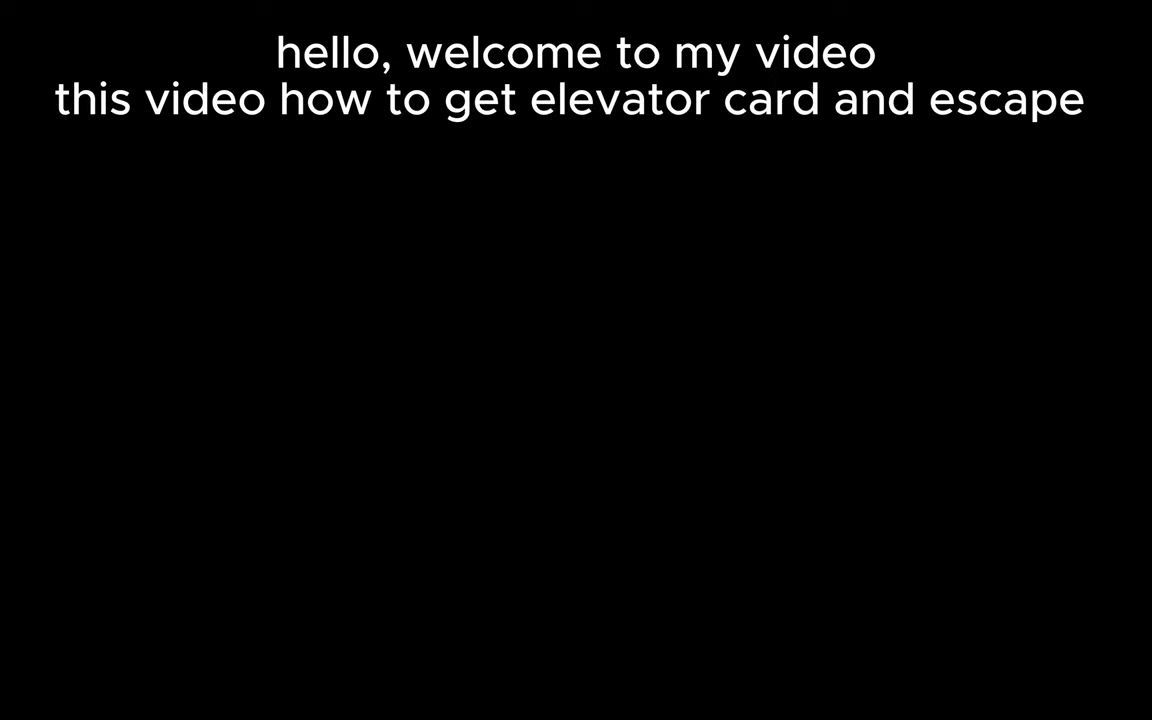 hello, welcome to my video
this video how to get elevator card and escape